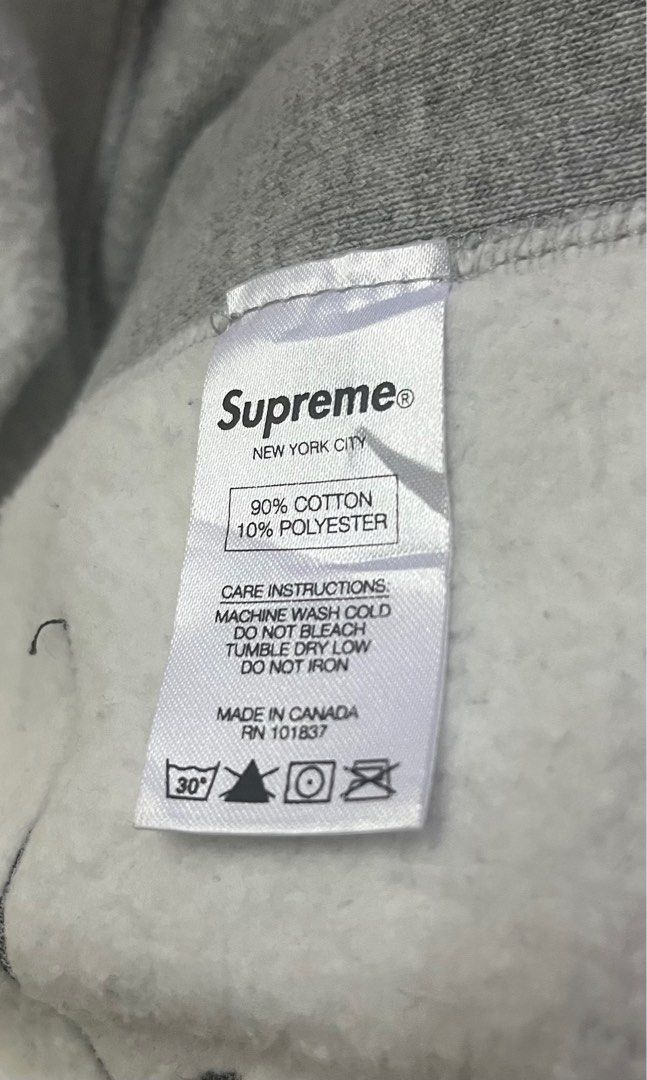 Supreme®
NEW YORK CITY
90% COTTON
10% POLYESTER
CARE INSTRUCTIONS:
MACHINE WASH COLD
DO NOT BLEACH
TUMBLE DRY LOW
DO NOT IRON
MADE IN CANADA
RN 101837
30°